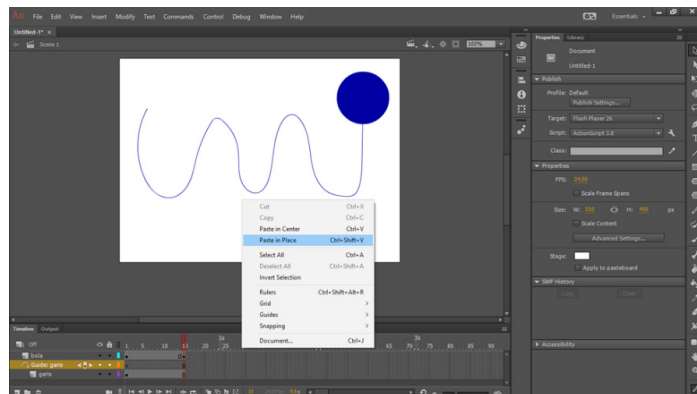 An File Edit View Insert Modify Text Commands Control Debug Window Help Essentials
Untitled-1* ×
Scene 1 100%
Properties Library
Document
Untitled-1
Publish
Profile: Default
Publish Settings...
Target: Flash Player 26
Script: ActionScript 3.0
Class:
Properties
FPS: 24,00
Scale Frame Spans
Size: W: 550 H: 400 px
Scale Content
Advanced Settings...
Stage:
Apply to pasteboard
SWF History
Log Clear
Accessibility
Cut Ctrl+X
Copy Ctrl+C
Paste in Center Ctrl+V
Paste in Place Ctrl+Shift+V
Select All Ctrl+A
Deselect All Ctrl+Shift+A
Invert Selection
Rulers Ctrl+Shift+Alt+R
Grid
Guides
Snapping
Document... Ctrl+J
Timeline Output
Off 1 5 10 15 20 25 65 70 75 80 85 90
1s 3s
bola
Guide: garis
garis